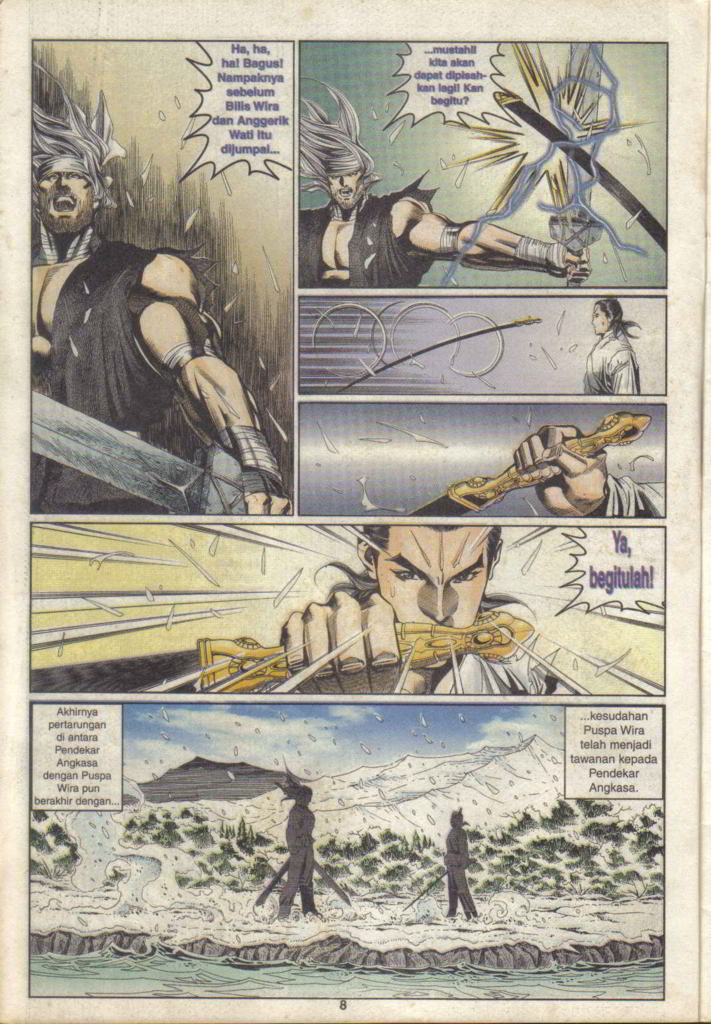 Ha, ha,
ha! Bagus!
Nampaknya
sebelum
Bilis Wira
dan Anggerik
Wati itu
dijumpai...
...mustahil
kita akan
dapat dipisah-
kan lagi! Kan
begitu?
Ya,
begitulah!
Akhirnya
pertarungan
di antara
Pendekar
Angkasa
dengan Puspa
Wira pun
berakhir dengan...
...kesudahan
Puspa Wira
telah menjadi
tawanan kepada
Pendekar
Angkasa.
8